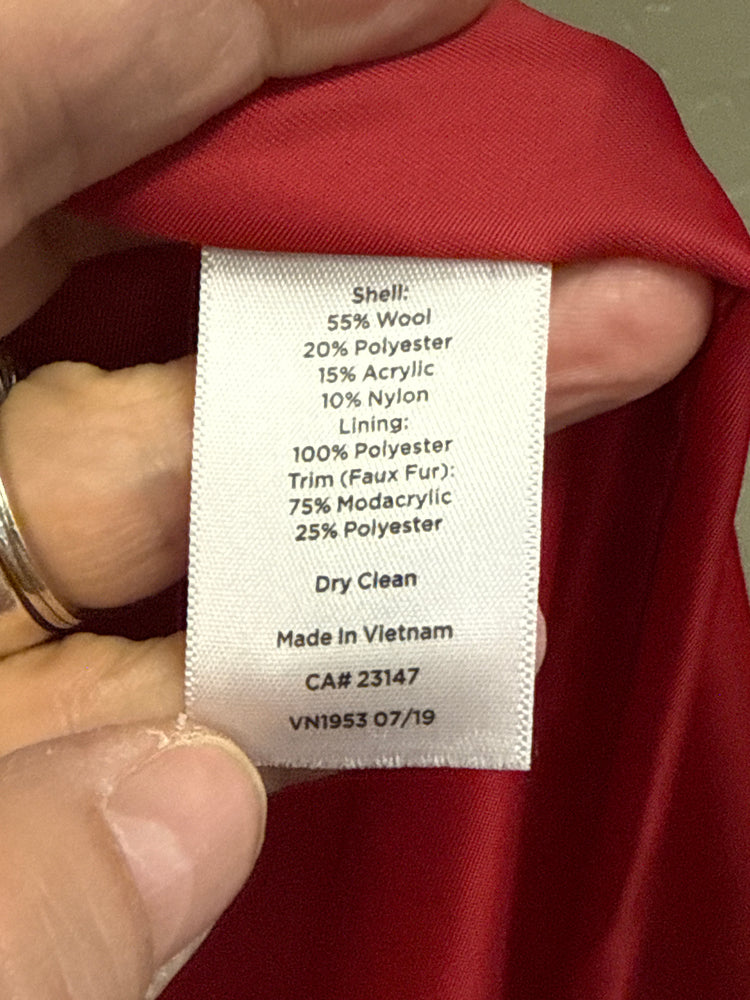 Shell:
55% Wool
20% Polyester
15% Acrylic
10% Nylon
Lining:
100% Polyester
Trim (Faux Fur):
75% Modacrylic
25% Polyester
Dry Clean
Made In Vietnam
CA# 23147
VN1953 07/19